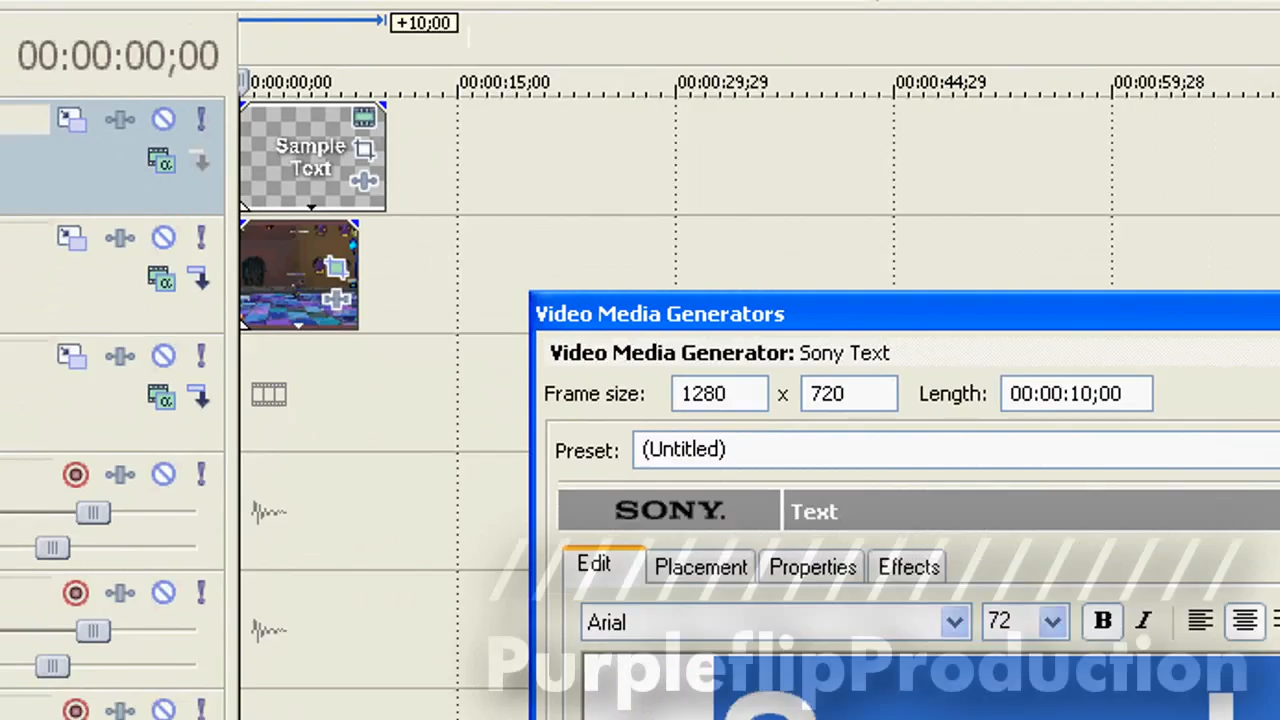 +10;00
00:00:00;00
0:00:00;00 00:00:15;00 00:00:29;29 00:00:44;29 00:00:59;28
Sample
Text
Video Media Generators
Video Media Generator: Sony Text
Frame size: 1280 x 720 Length: 00:00:10;00
Preset: (Untitled)
SONY. Text
Edit Placement Properties Effects
Arial 72 B I
PurpleflipProduction